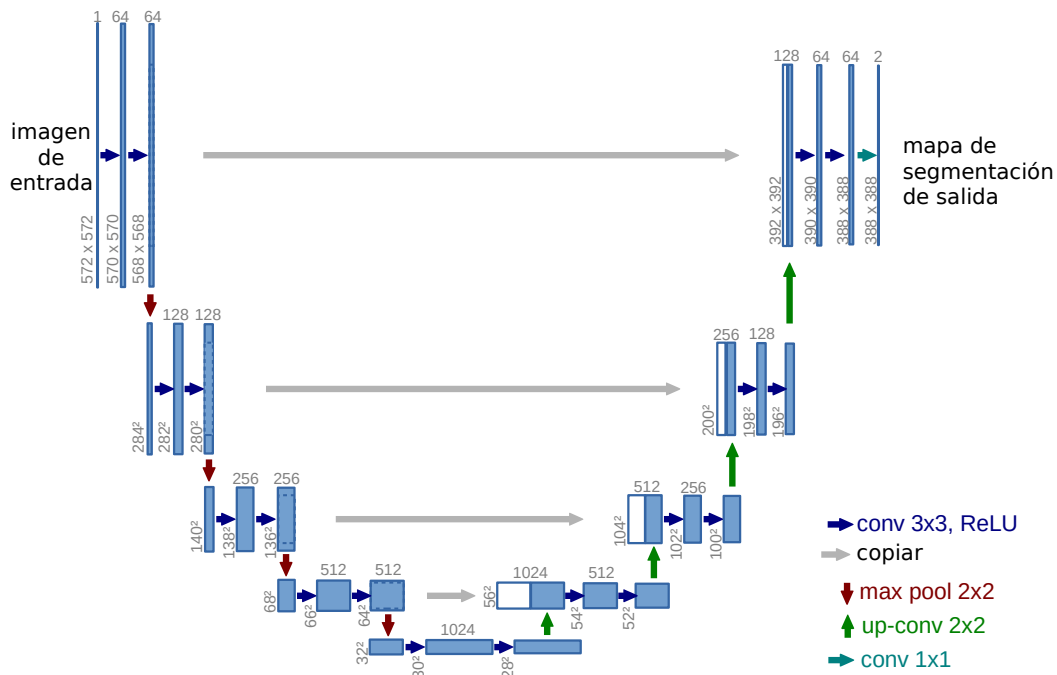 1 64 64
imagen
de
entrada
572 x 572
570 x 570
568 x 568
128 64 64 2
392 x 392
390 x 390
388 x 388
388 x 388
mapa de
segmentación
de salida
128 128
284²
282²
280²
256 128
200²
198²
196²
256 256
140²
138²
136²
512 256
104²
102²
100²
512 512
68²
66²
64²
1024 512
56²
54²
52²
1024
32²
30²
28²
conv 3x3, ReLU
copiar
max pool 2x2
up-conv 2x2
conv 1x1